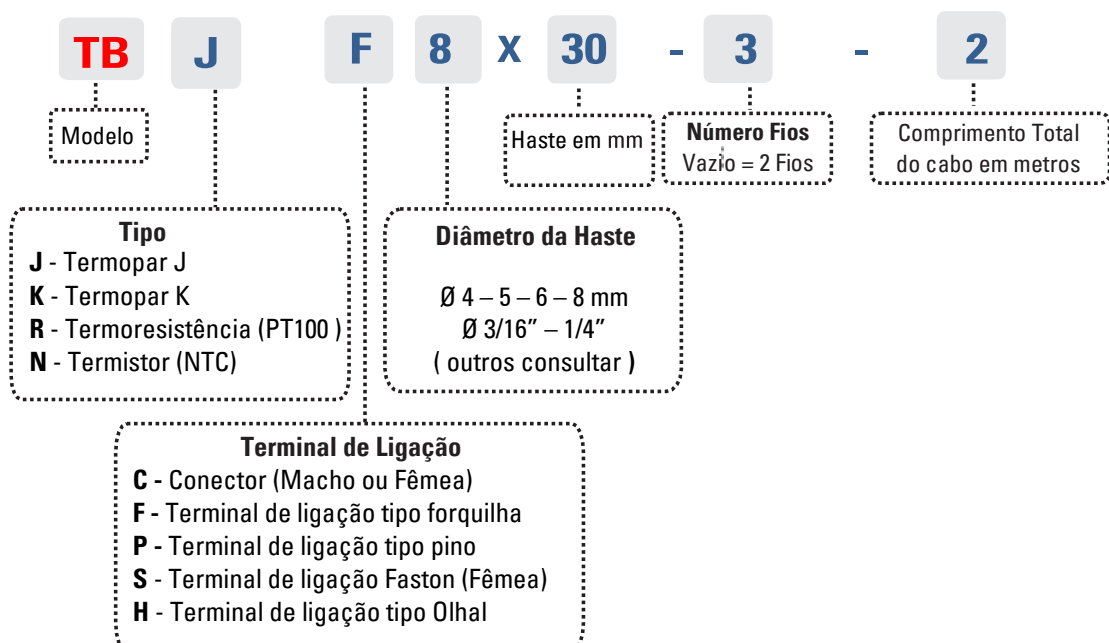 TB J F 8 X 30 - 3 - 2
Modelo
Haste em mm
Número Fios
Vazio = 2 Fios
Comprimento Total
do cabo em metros
Tipo
J - Termopar J
K - Termopar K
R - Termoresistência (PT100 )
N - Termistor (NTC)
Diâmetro da Haste
Ø 4 – 5 – 6 – 8 mm
Ø 3/16” – 1/4”
( outros consultar )
Terminal de Ligação
C - Conector (Macho ou Fêmea)
F - Terminal de ligação tipo forquilha
P - Terminal de ligação tipo pino
S - Terminal de ligação Faston (Fêmea)
H - Terminal de ligação tipo Olhal